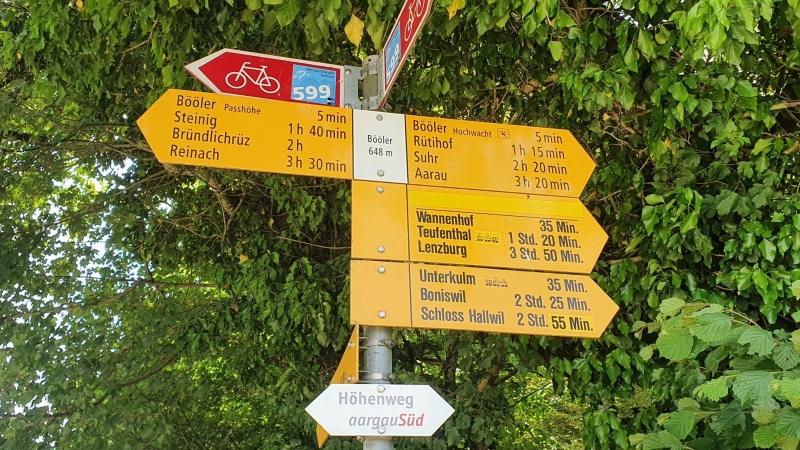 599
Bööler Passhöhe 5 min
Steinig 1 h 40 min
Bründlichrüz 2 h
Reinach 3 h 30 min
Bööler
648 m
Bööler Hochwacht 5 min
Rütihof 1 h 15 min
Suhr 2 h 20 min
Aarau 3 h 20 min
Wannenhof 35 Min.
Teufenthal 1 Std. 20 Min.
Lenzburg 3 Std. 50 Min.
Unterkulm 35 Min.
Boniswil 2 Std. 25 Min.
Schloss Hallwil 2 Std. 55 Min.
Höhenweg
aargauSüd